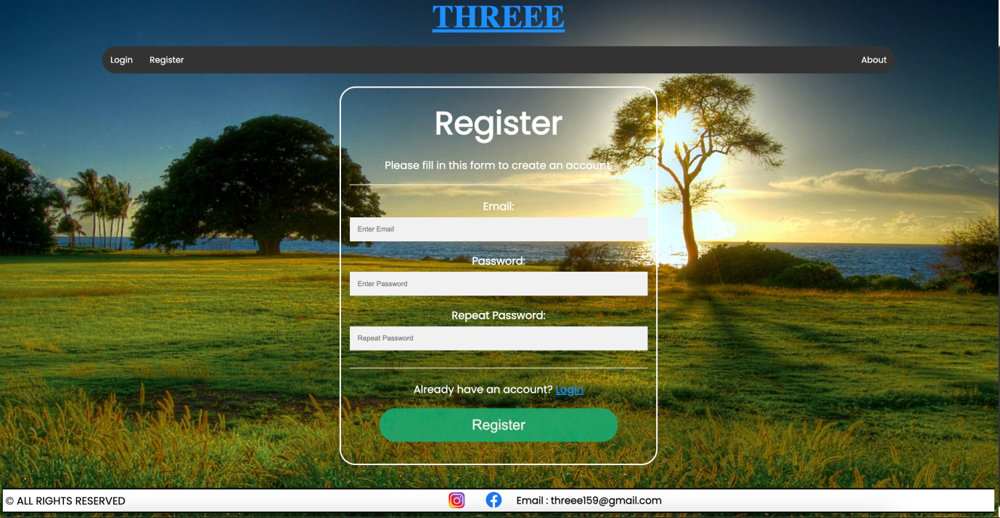 THREEE
Login Register About
Register
Please fill in this form to create an account.
Email:
Enter Email
Password:
Enter Password
Repeat Password:
Repeat Password
Already have an account? Login
Register
© ALL RIGHTS RESERVED Email : threee159@gmail.com